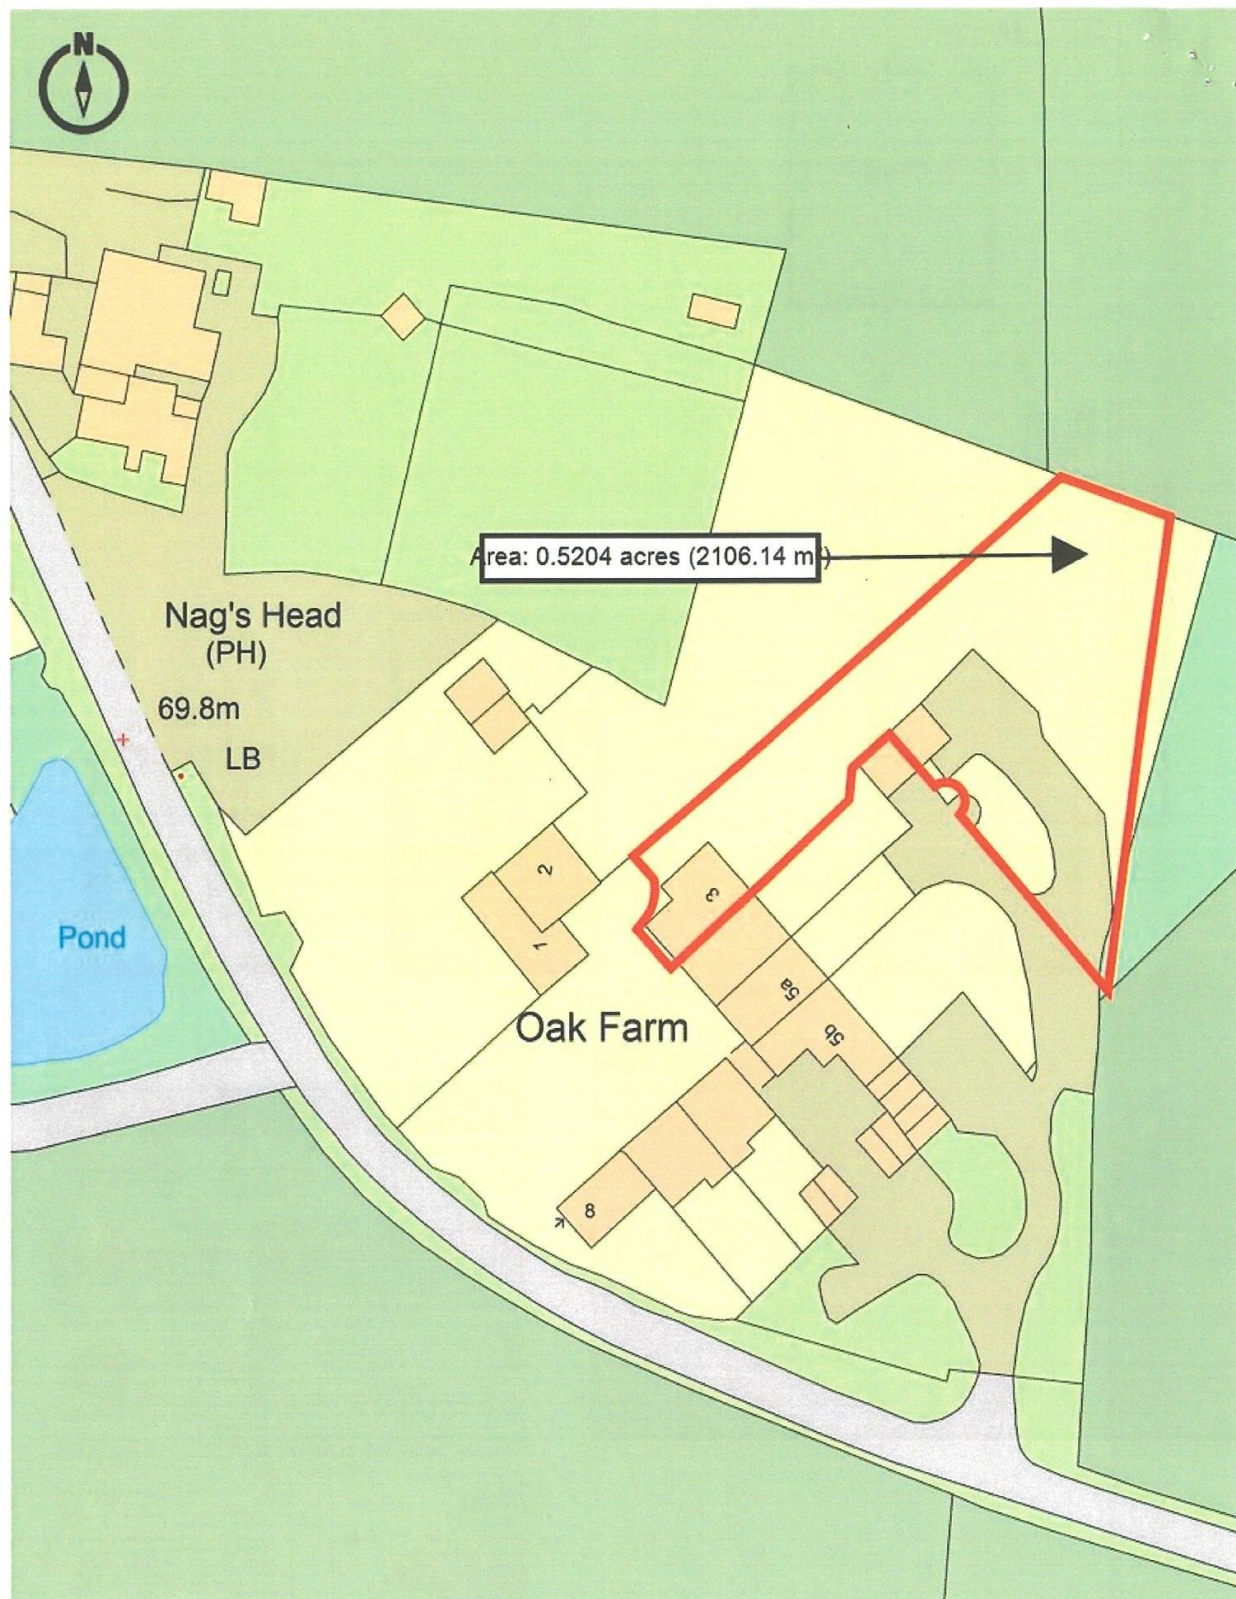 N
Area: 0.5204 acres (2106.14 m²)
Nag's Head
(PH)
69.8m
LB
Pond
2
1
3
5a
5b
Oak Farm
8